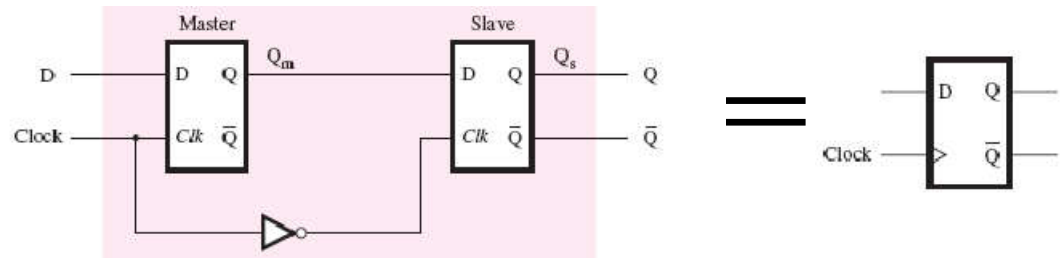 Master Slave
D D Q Qm D Q Qs Q
Clock Clk Q̅ Clk Q̅ Q̅
D Q
Clock Q̅